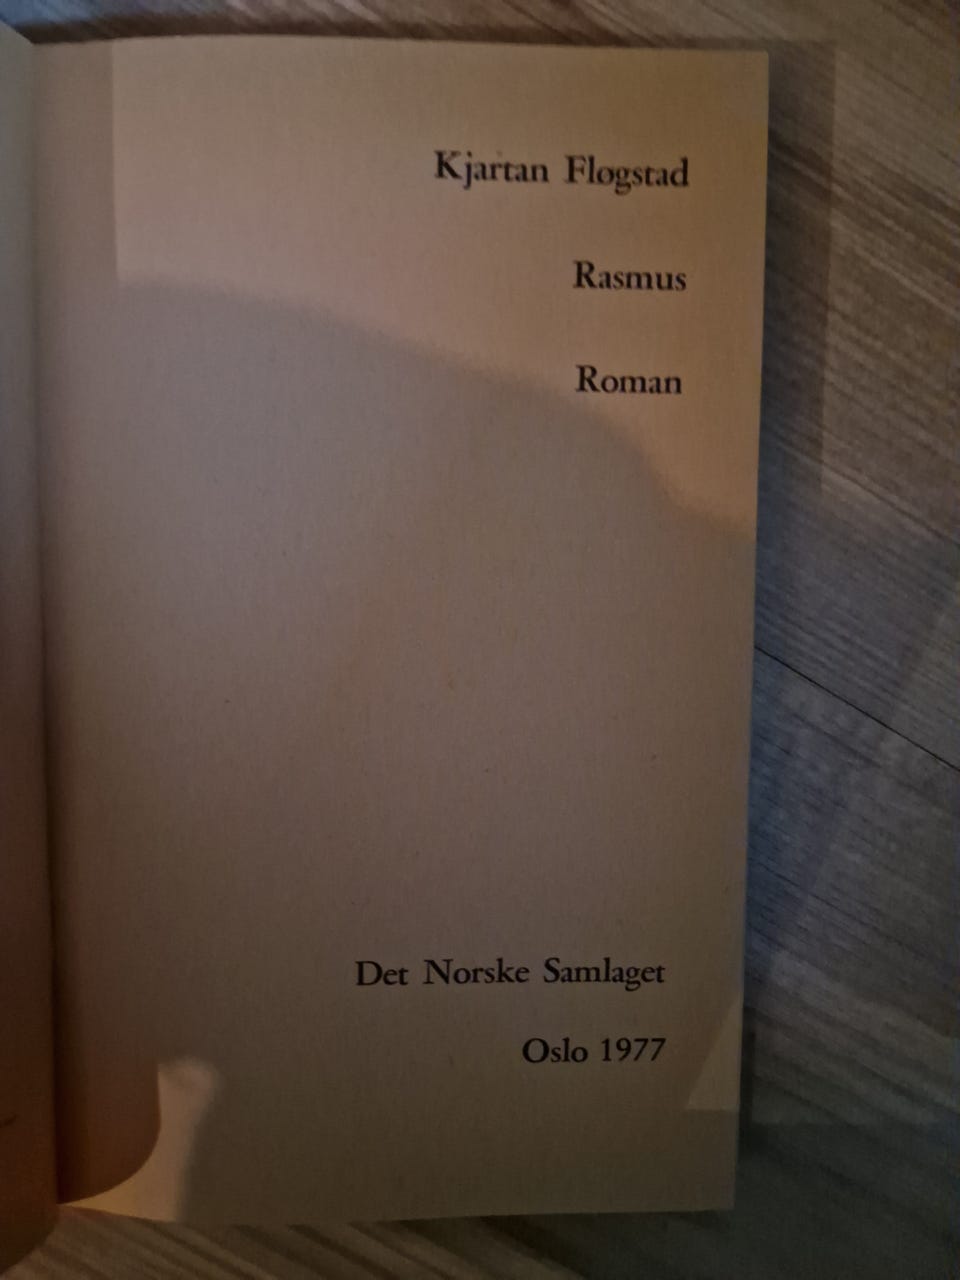 Kjartan Fløgstad
Rasmus
Roman
Det Norske Samlaget
Oslo 1977